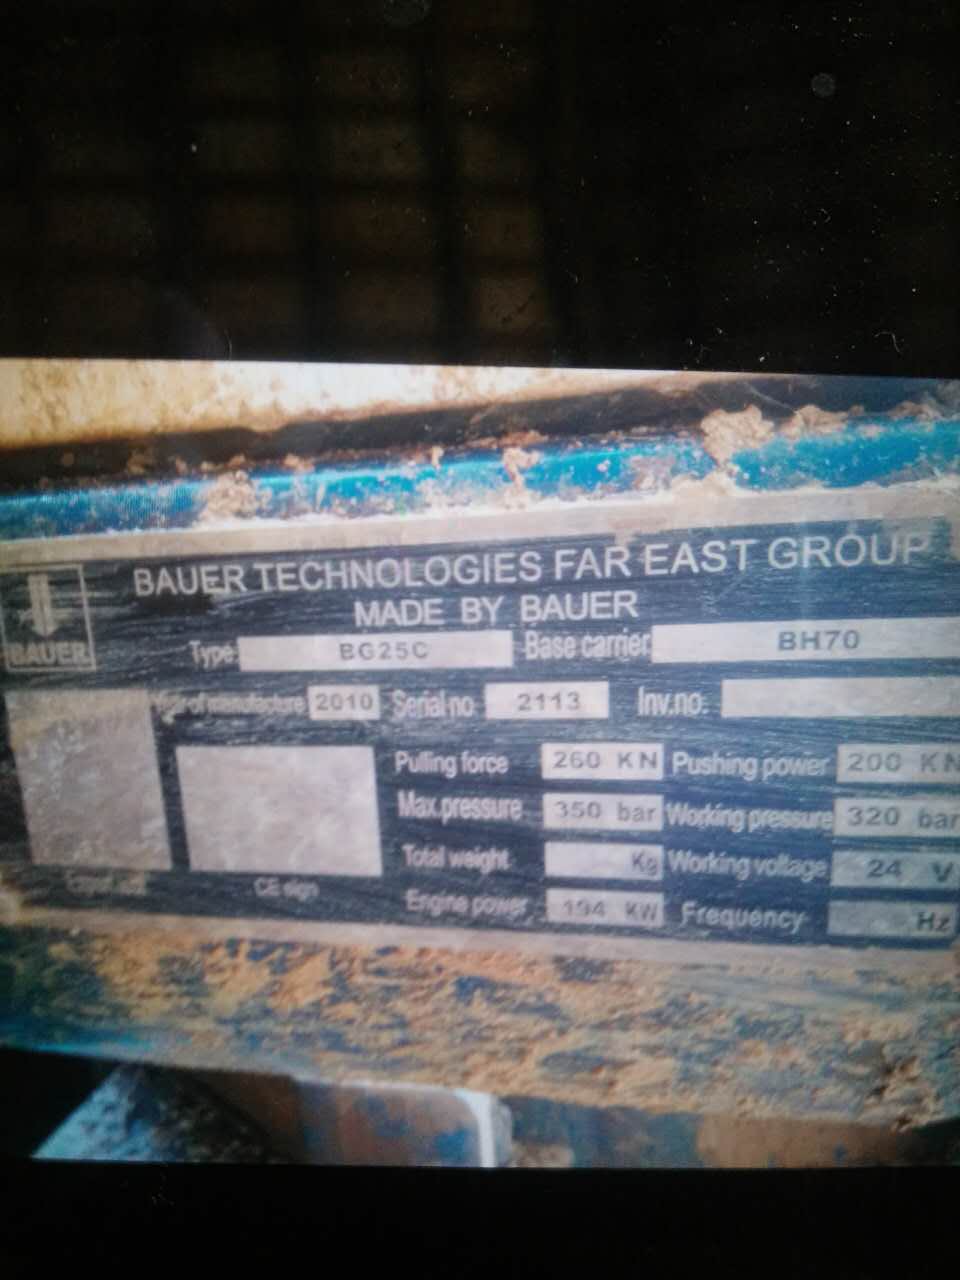 BAUER TECHNOLOGIES FAR EAST GROUP
MADE BY BAUER
BAUER
Type BG25C Base carrier BH70
Year of manufacture 2010 Serial no 2113 Inv.no.
Pulling force 260 KN Pushing power 200 KN
Max.pressure 350 bar Working pressure 320 bar
Total weight Kg Working voltage 24 V
CE sign
Engine power 194 KW Frequency Hz